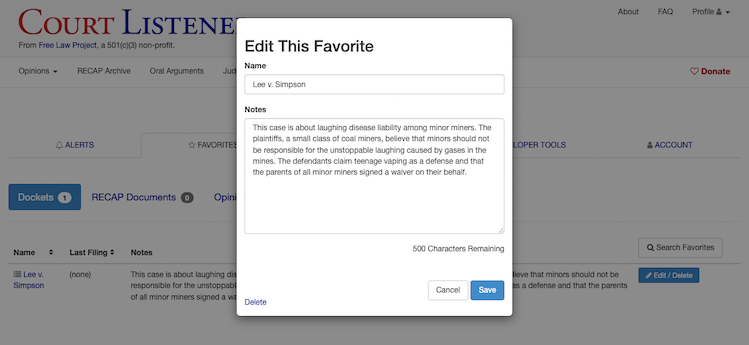 COURT LISTENE
From Free Law Project, a 501(c)(3) non-profit.
About
FAQ
Profile
Opinions
RECAP Archive
Oral Arguments
Jud
Donate
ALERTS
FAVORITES
LOPER TOOLS
ACCOUNT
Dockets 1
RECAP Documents 0
Opini
Search Favorites
Name
Last Filing
Notes
Lee v.
Simpson
(none)
This case is about laughing dis
responsible for the unstoppable
of all minor miners signed a wa
lieve that minors should not be
as a defense and that the parents
Edit / Delete
Edit This Favorite
Name
Lee v. Simpson
Notes
This case is about laughing disease liability among minor miners. The
plaintiffs, a small class of coal miners, believe that minors should not
be responsible for the unstoppable laughing caused by gases in the
mines. The defendants claim teenage vaping as a defense and that
the parents of all minor miners signed a waiver on their behalf.
500 Characters Remaining
Cancel
Save
Delete